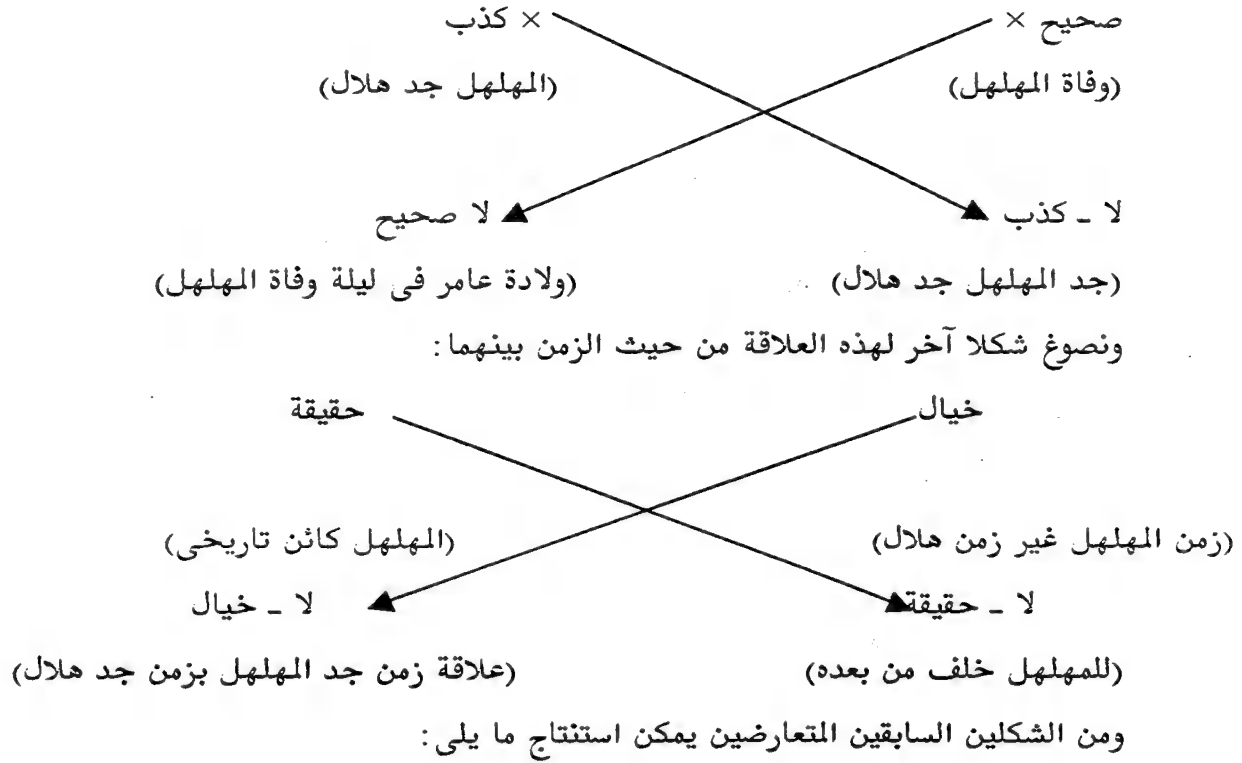 صحيح × × كذب
(وفاة المهلهل) (المهلهل جد هلال)
لا ـ كذب لا صحيح
(جد المهلهل جد هلال) (ولادة عامر فى ليلة وفاة المهلهل)
ونصوغ شكلا آخر لهذه العلاقة من حيث الزمن بينهما:
خيال حقيقة
(زمن المهلهل غير زمن هلال) (المهلهل كائن تاريخى)
لا ـ حقيقة لا ـ خيال
(للمهلهل خلف من بعده) (علاقة زمن جد المهلهل بزمن جد هلال)
ومن الشكلين السابقين المتعارضين يمكن استنتاج ما يلى: